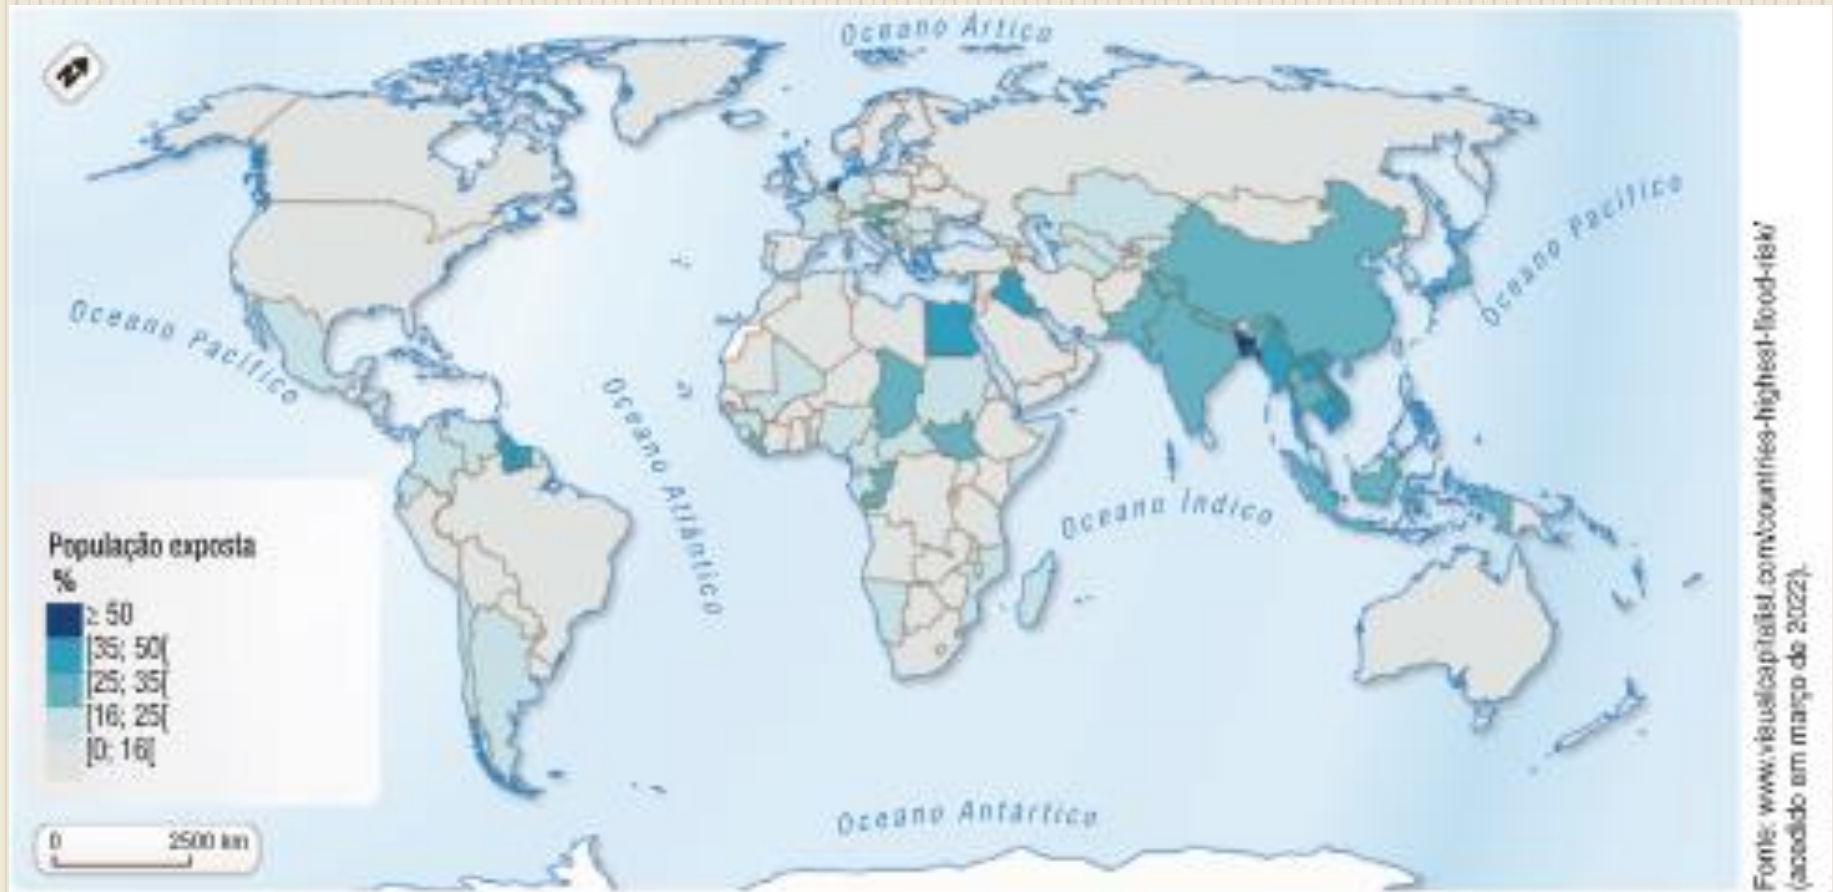 Oceano Ártico
N
Oceano Pacífico
Oceano Pacífico
Oceano Atlântico
Oceano Índico
População exposta
%
≥ 50
[35; 50[
[25; 35[
[16; 25[
[0; 16[
Oceano Antártico
0 2500 km
Fonte: www.visualcapitalist.com/countries-highest-flood-risk/
(acedido em março de 2022).